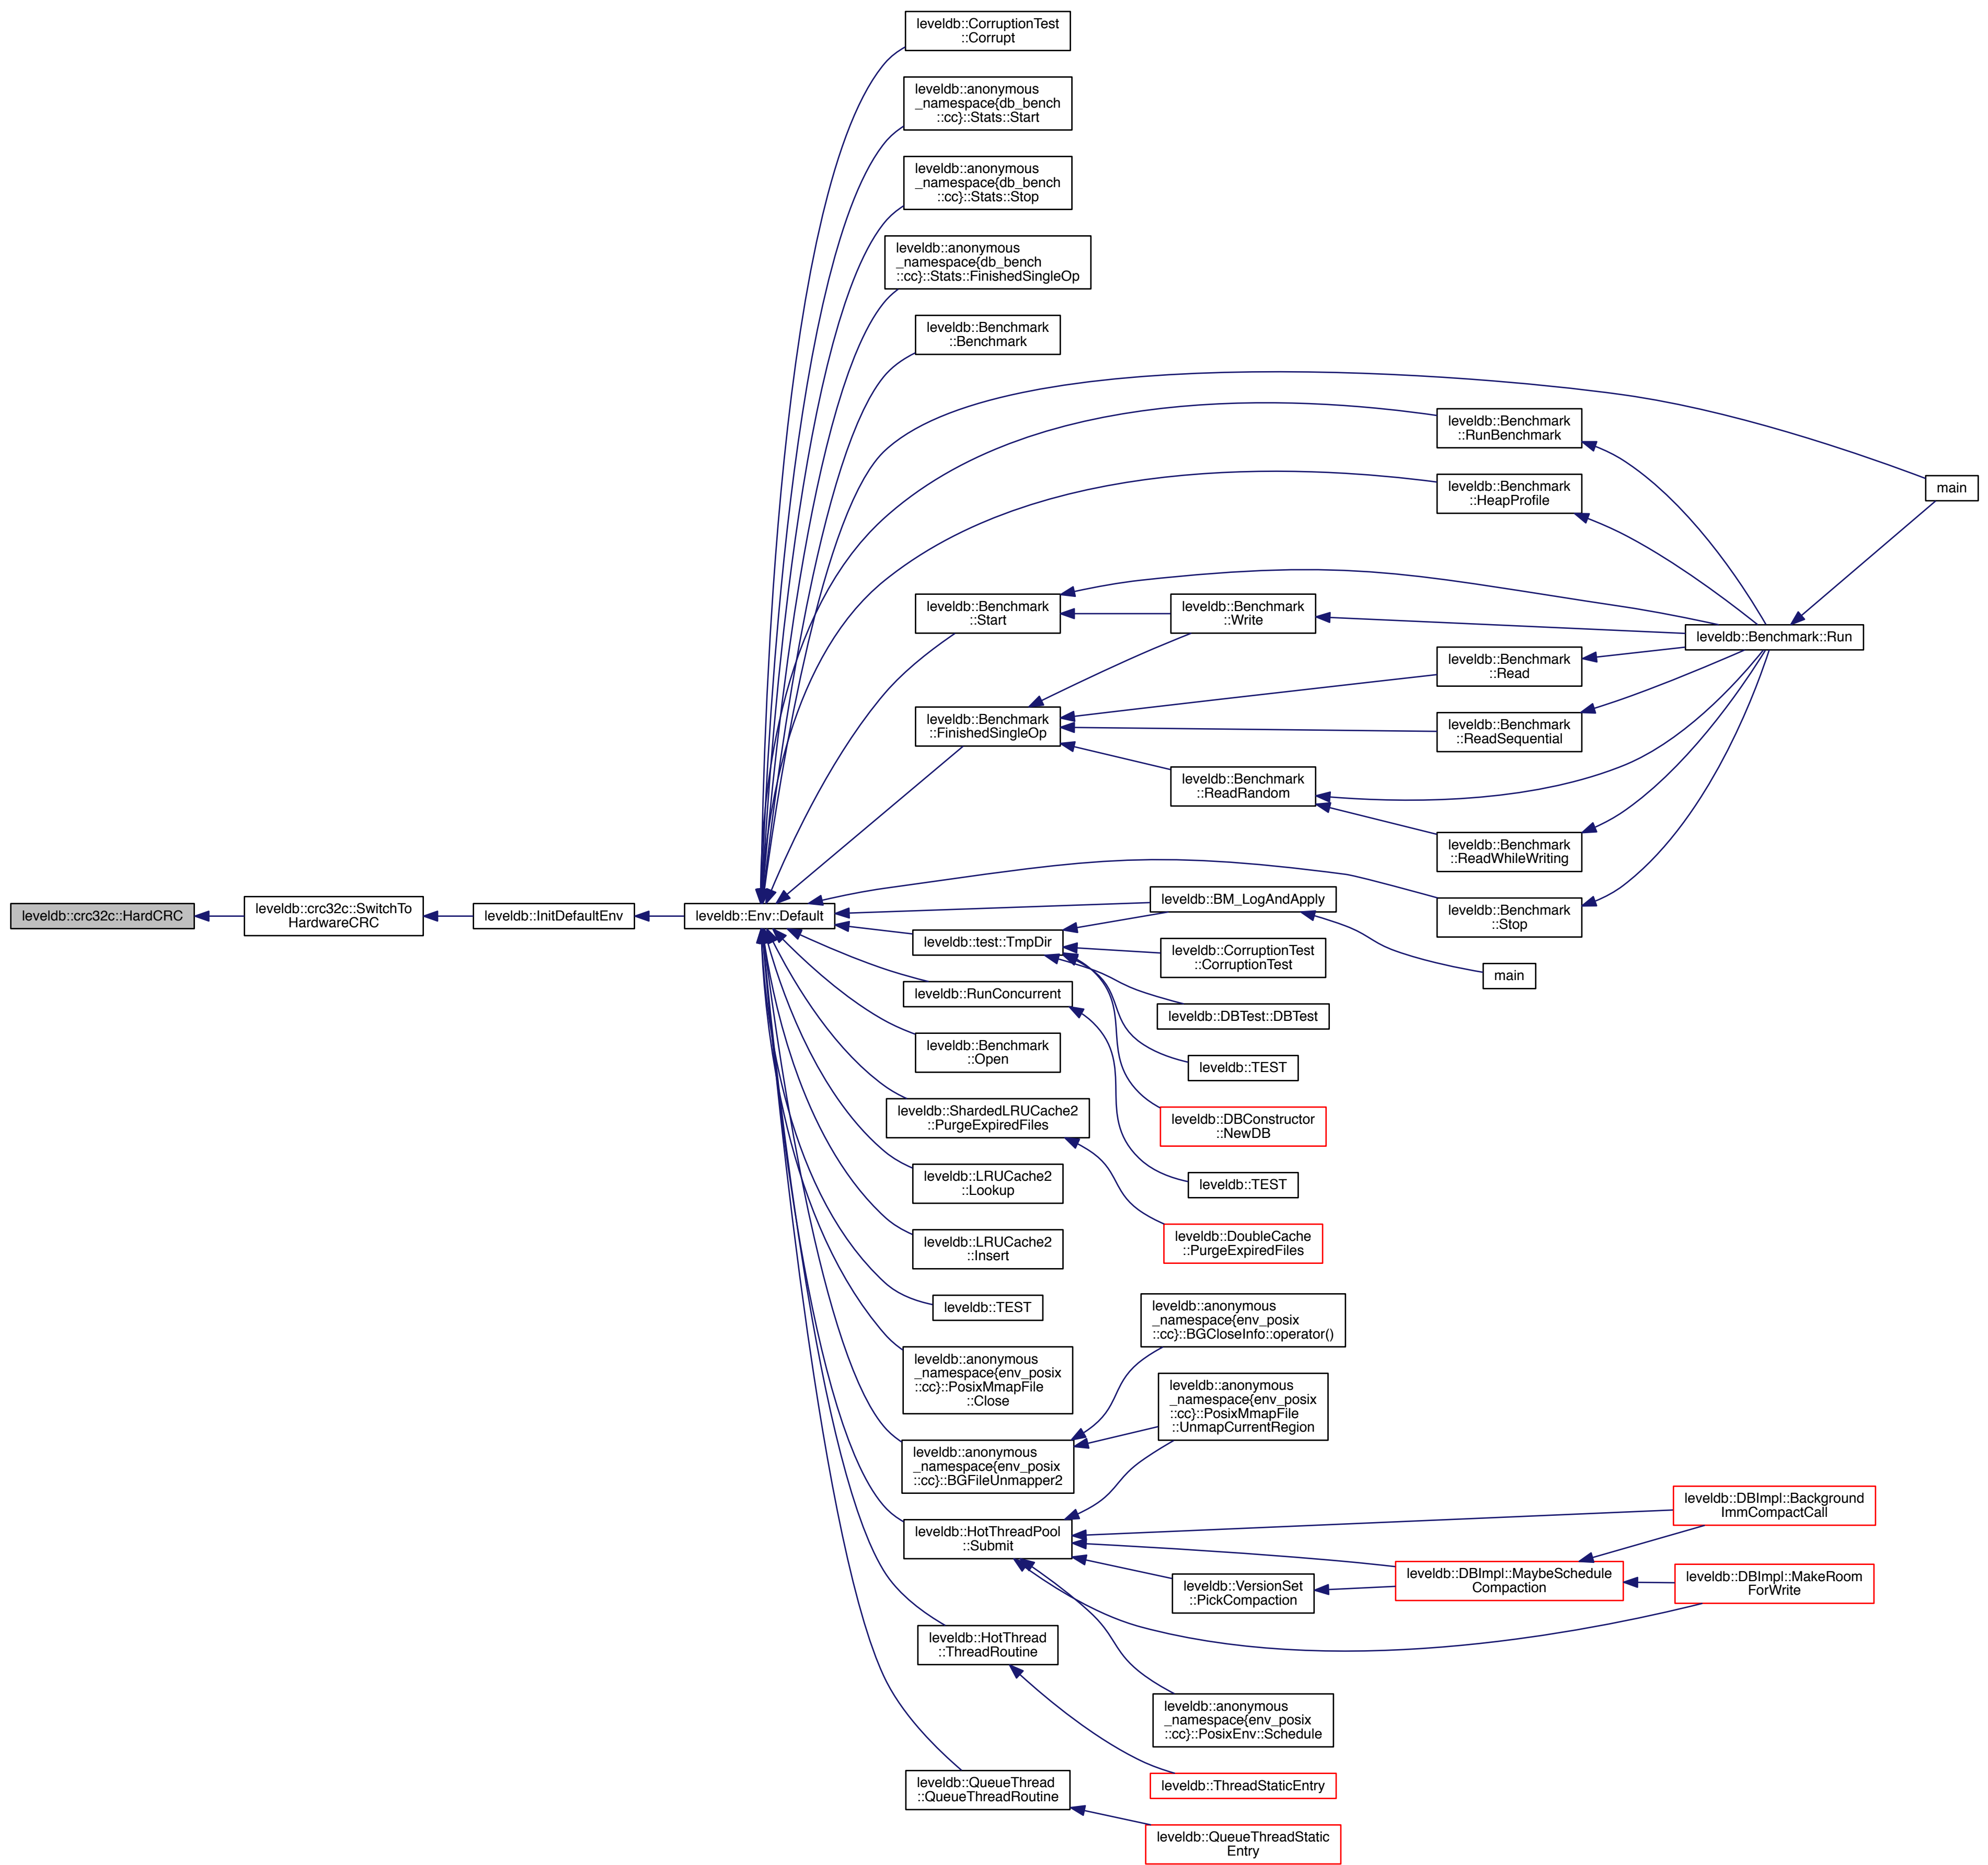 leveldb::crc32c::HardCRC
leveldb::crc32c::SwitchTo
HardwareCRC
leveldb::InitDefaultEnv
leveldb::Env::Default
leveldb::CorruptionTest
::Corrupt
leveldb::anonymous
_namespace{db_bench
::cc}::Stats::Start
leveldb::anonymous
_namespace{db_bench
::cc}::Stats::Stop
leveldb::anonymous
_namespace{db_bench
::cc}::Stats::FinishedSingleOp
leveldb::Benchmark
::Benchmark
leveldb::Benchmark
::Start
leveldb::Benchmark
::FinishedSingleOp
leveldb::test::TmpDir
leveldb::RunConcurrent
leveldb::Benchmark
::Open
leveldb::ShardedLRUCache2
::PurgeExpiredFiles
leveldb::LRUCache2
::Lookup
leveldb::LRUCache2
::Insert
leveldb::TEST
leveldb::anonymous
_namespace{env_posix
::cc}::PosixMmapFile
::Close
leveldb::anonymous
_namespace{env_posix
::cc}::BGFileUnmapper2
leveldb::HotThreadPool
::Submit
leveldb::HotThread
::ThreadRoutine
leveldb::QueueThread
::QueueThreadRoutine
leveldb::Benchmark
::Write
leveldb::Benchmark
::ReadRandom
leveldb::BM_LogAndApply
leveldb::CorruptionTest
::CorruptionTest
leveldb::DBTest::DBTest
leveldb::TEST
leveldb::DBConstructor
::NewDB
leveldb::TEST
leveldb::DoubleCache
::PurgeExpiredFiles
leveldb::anonymous
_namespace{env_posix
::cc}::BGCloseInfo::operator()
leveldb::anonymous
_namespace{env_posix
::cc}::PosixMmapFile
::UnmapCurrentRegion
leveldb::VersionSet
::PickCompaction
leveldb::anonymous
_namespace{env_posix
::cc}::PosixEnv::Schedule
leveldb::ThreadStaticEntry
leveldb::QueueThreadStatic
Entry
leveldb::Benchmark
::RunBenchmark
leveldb::Benchmark
::HeapProfile
leveldb::Benchmark
::Read
leveldb::Benchmark
::ReadSequential
leveldb::Benchmark
::ReadWhileWriting
leveldb::Benchmark
::Stop
main
leveldb::DBImpl::MaybeSchedule
Compaction
leveldb::Benchmark::Run
leveldb::DBImpl::Background
ImmCompactCall
leveldb::DBImpl::MakeRoom
ForWrite
main